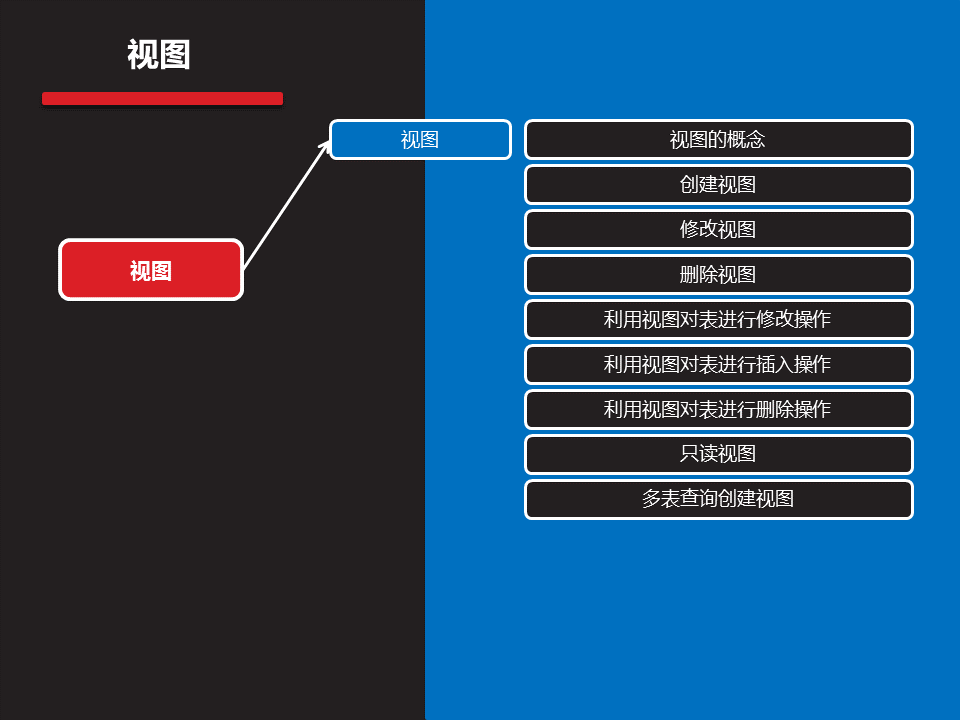 视图
视图
视图
视图的概念
创建视图
修改视图
删除视图
利用视图对表进行修改操作
利用视图对表进行插入操作
利用视图对表进行删除操作
只读视图
多表查询创建视图